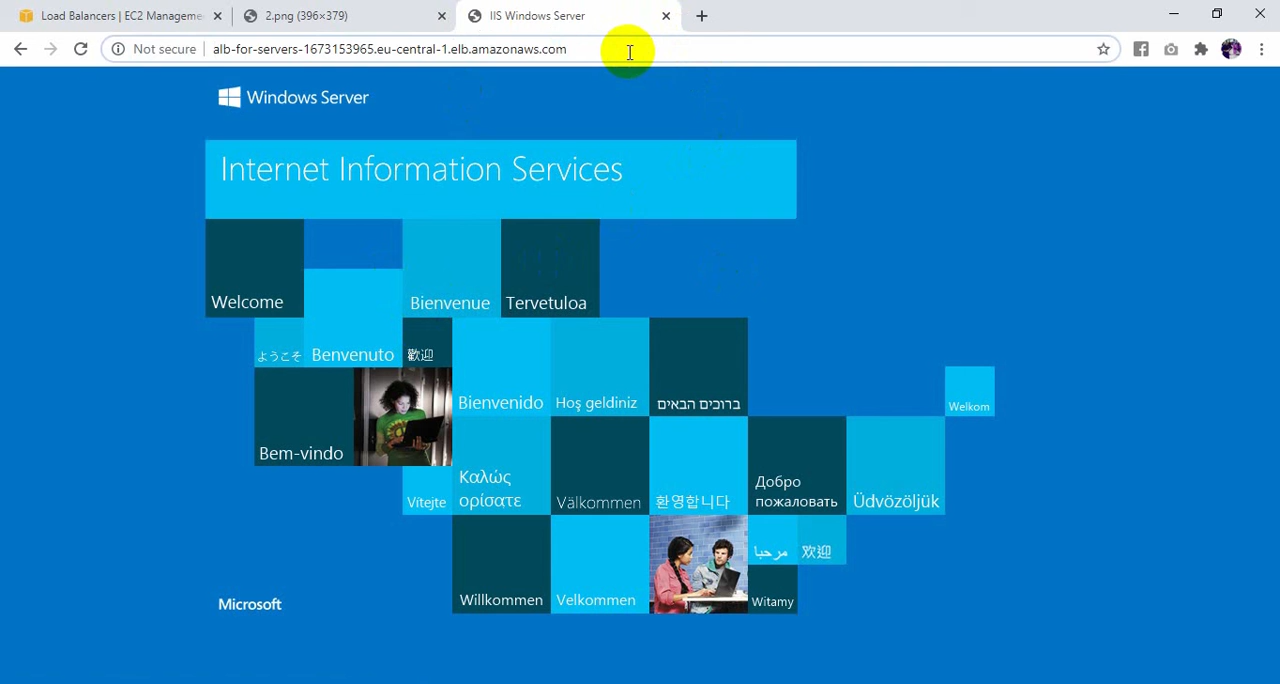 Load Balancers | EC2 Manageme
2.png (396×379)
IIS Windows Server
Not secure
alb-for-servers-1673153965.eu-central-1.elb.amazonaws.com
Windows Server
Internet Information Services
Welcome
Bienvenue
Tervetuloa
ようこそ
Benvenuto
歡迎
Bienvenido
Hoş geldiniz
ברוכים הבאים
Welkom
Bem-vindo
Vítejte
Καλώς
ορίσατε
Välkommen
환영합니다
Добро
пожаловать
Üdvözöljük
Willkommen
Velkommen
مرحبا
欢迎
Witamy
Microsoft